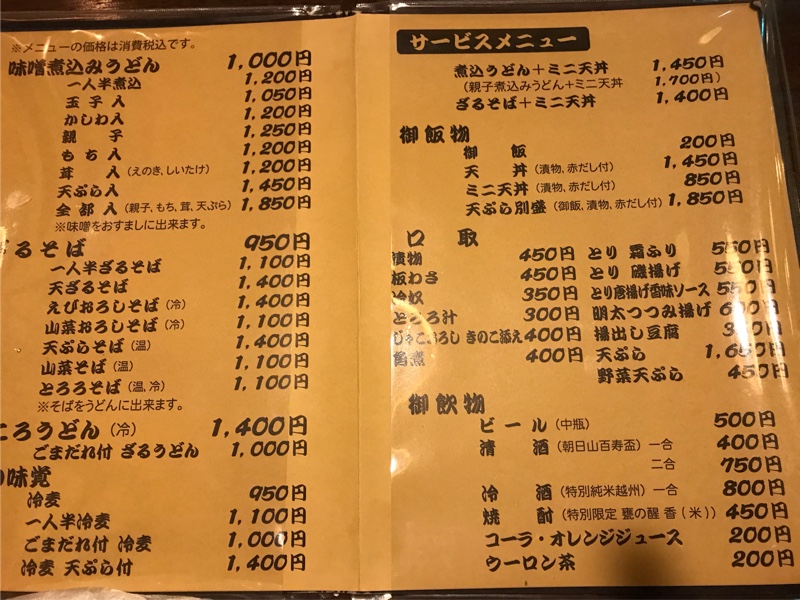 ※メニューの価格は消費税込です。
味噌煮込みうどん 1,000円
一人半煮込 1,200円
玉子入 1,050円
かしわ入 1,200円
親子 1,250円
もち入 1,200円
茸入 (えのき、しいたけ) 1,200円
天ぷら入 1,450円
全部入 (親子、もち、茸、天ぷら) 1,850円
※味噌をおすましに出来ます。
ざるそば 950円
一人半ざるそば 1,100円
天ざるそば 1,400円
えびおろしそば (冷) 1,400円
山菜おろしそば (冷) 1,100円
天ぷらそば (温) 1,400円
山菜そば (温) 1,100円
とろろそば (温、冷) 1,100円
※そばをうどんに出来ます。
ころうどん (冷) 1,400円
ごまだれ付 ざるうどん 1,000円
味覚
冷麦 950円
一人半冷麦 1,100円
ごまだれ付 冷麦 1,000円
冷麦 天ぷら付 1,400円
サービスメニュー
煮込うどん+ミニ天丼 1,450円
(親子煮込みうどん+ミニ天丼 1,700円)
ざるそば+ミニ天丼 1,400円
御飯物
御飯 200円
天丼 (漬物、赤だし付) 1,450円
ミニ天丼 (漬物、赤だし付) 850円
天ぷら別盛 (御飯、漬物、赤だし付) 1,850円
口取
漬物 450円 とり 霜ふり 550円
板わさ 450円 とり 磯揚げ 550円
冷奴 350円 とり唐揚げ香味ソース 550円
とろろ汁 300円 明太つつみ揚げ 円
じゃこおろし きのこ添え 400円 揚出し豆腐 円
角煮 400円 天ぷら 1,650円
野菜天ぷら 450円
御飲物
ビール (中瓶) 500円
清酒 (朝日山百寿盃) 一合 400円
二合 750円
冷酒 (特別純米越州) 一合 800円
焼酎 (特別限定 甕の醒 香(米)) 450円
コーラ・オレンジジュース 200円
ウーロン茶 200円